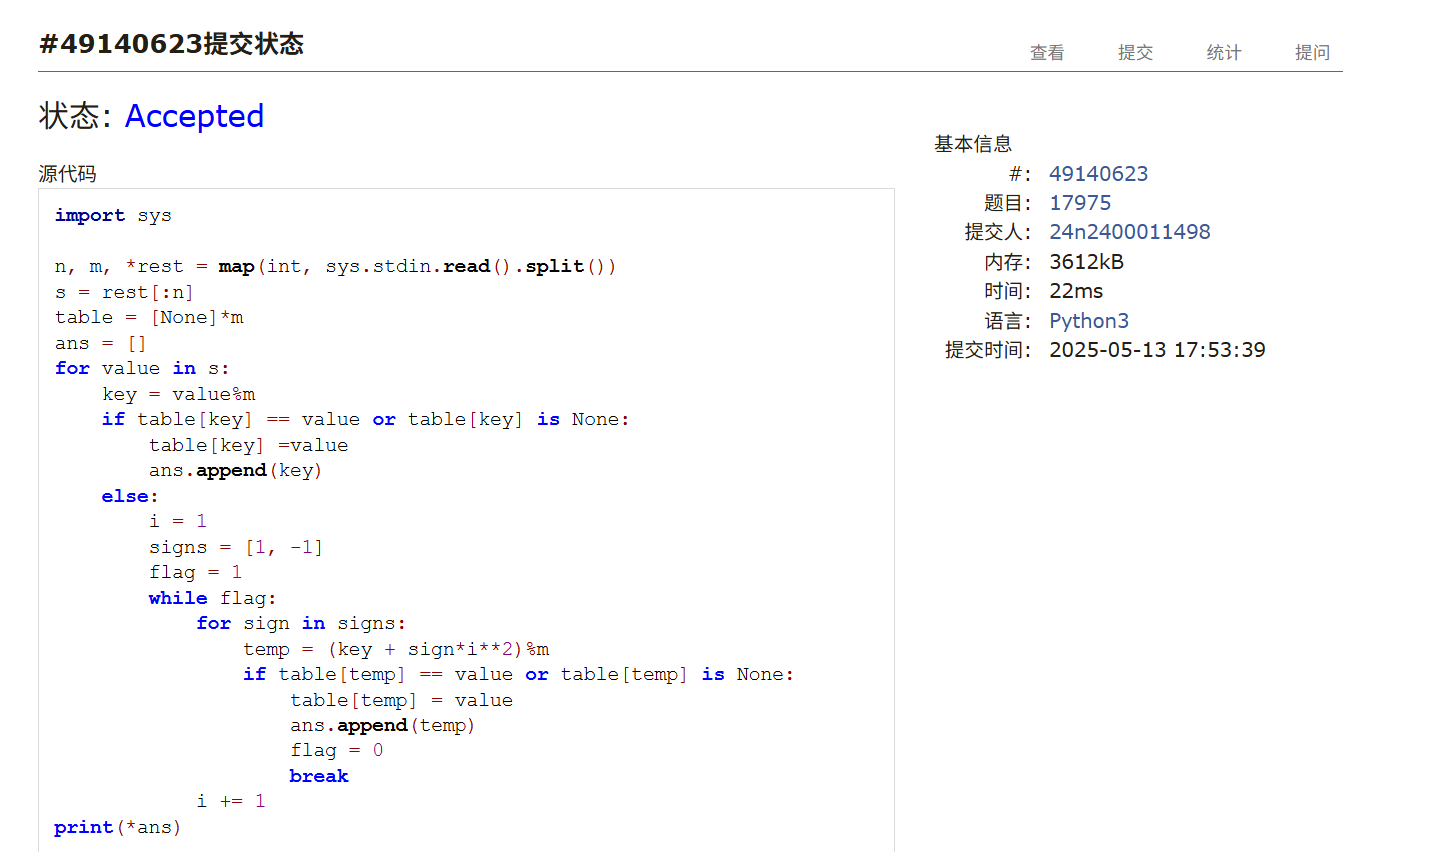 #49140623提交状态
查看 提交 统计 提问
状态: Accepted
源代码
import sys
n, m, *rest = map(int, sys.stdin.read().split())
s = rest[:n]
table = [None]*m
ans = []
for value in s:
    key = value%m
    if table[key] == value or table[key] is None:
        table[key] =value
        ans.append(key)
    else:
        i = 1
        signs = [1, -1]
        flag = 1
        while flag:
            for sign in signs:
                temp = (key + sign*i**2)%m
                if table[temp] == value or table[temp] is None:
                    table[temp] = value
                    ans.append(temp)
                    flag = 0
                    break
            i += 1
print(*ans)
基本信息
#: 49140623
题目: 17975
提交人: 24n2400011498
内存: 3612kB
时间: 22ms
语言: Python3
提交时间: 2025-05-13 17:53:39